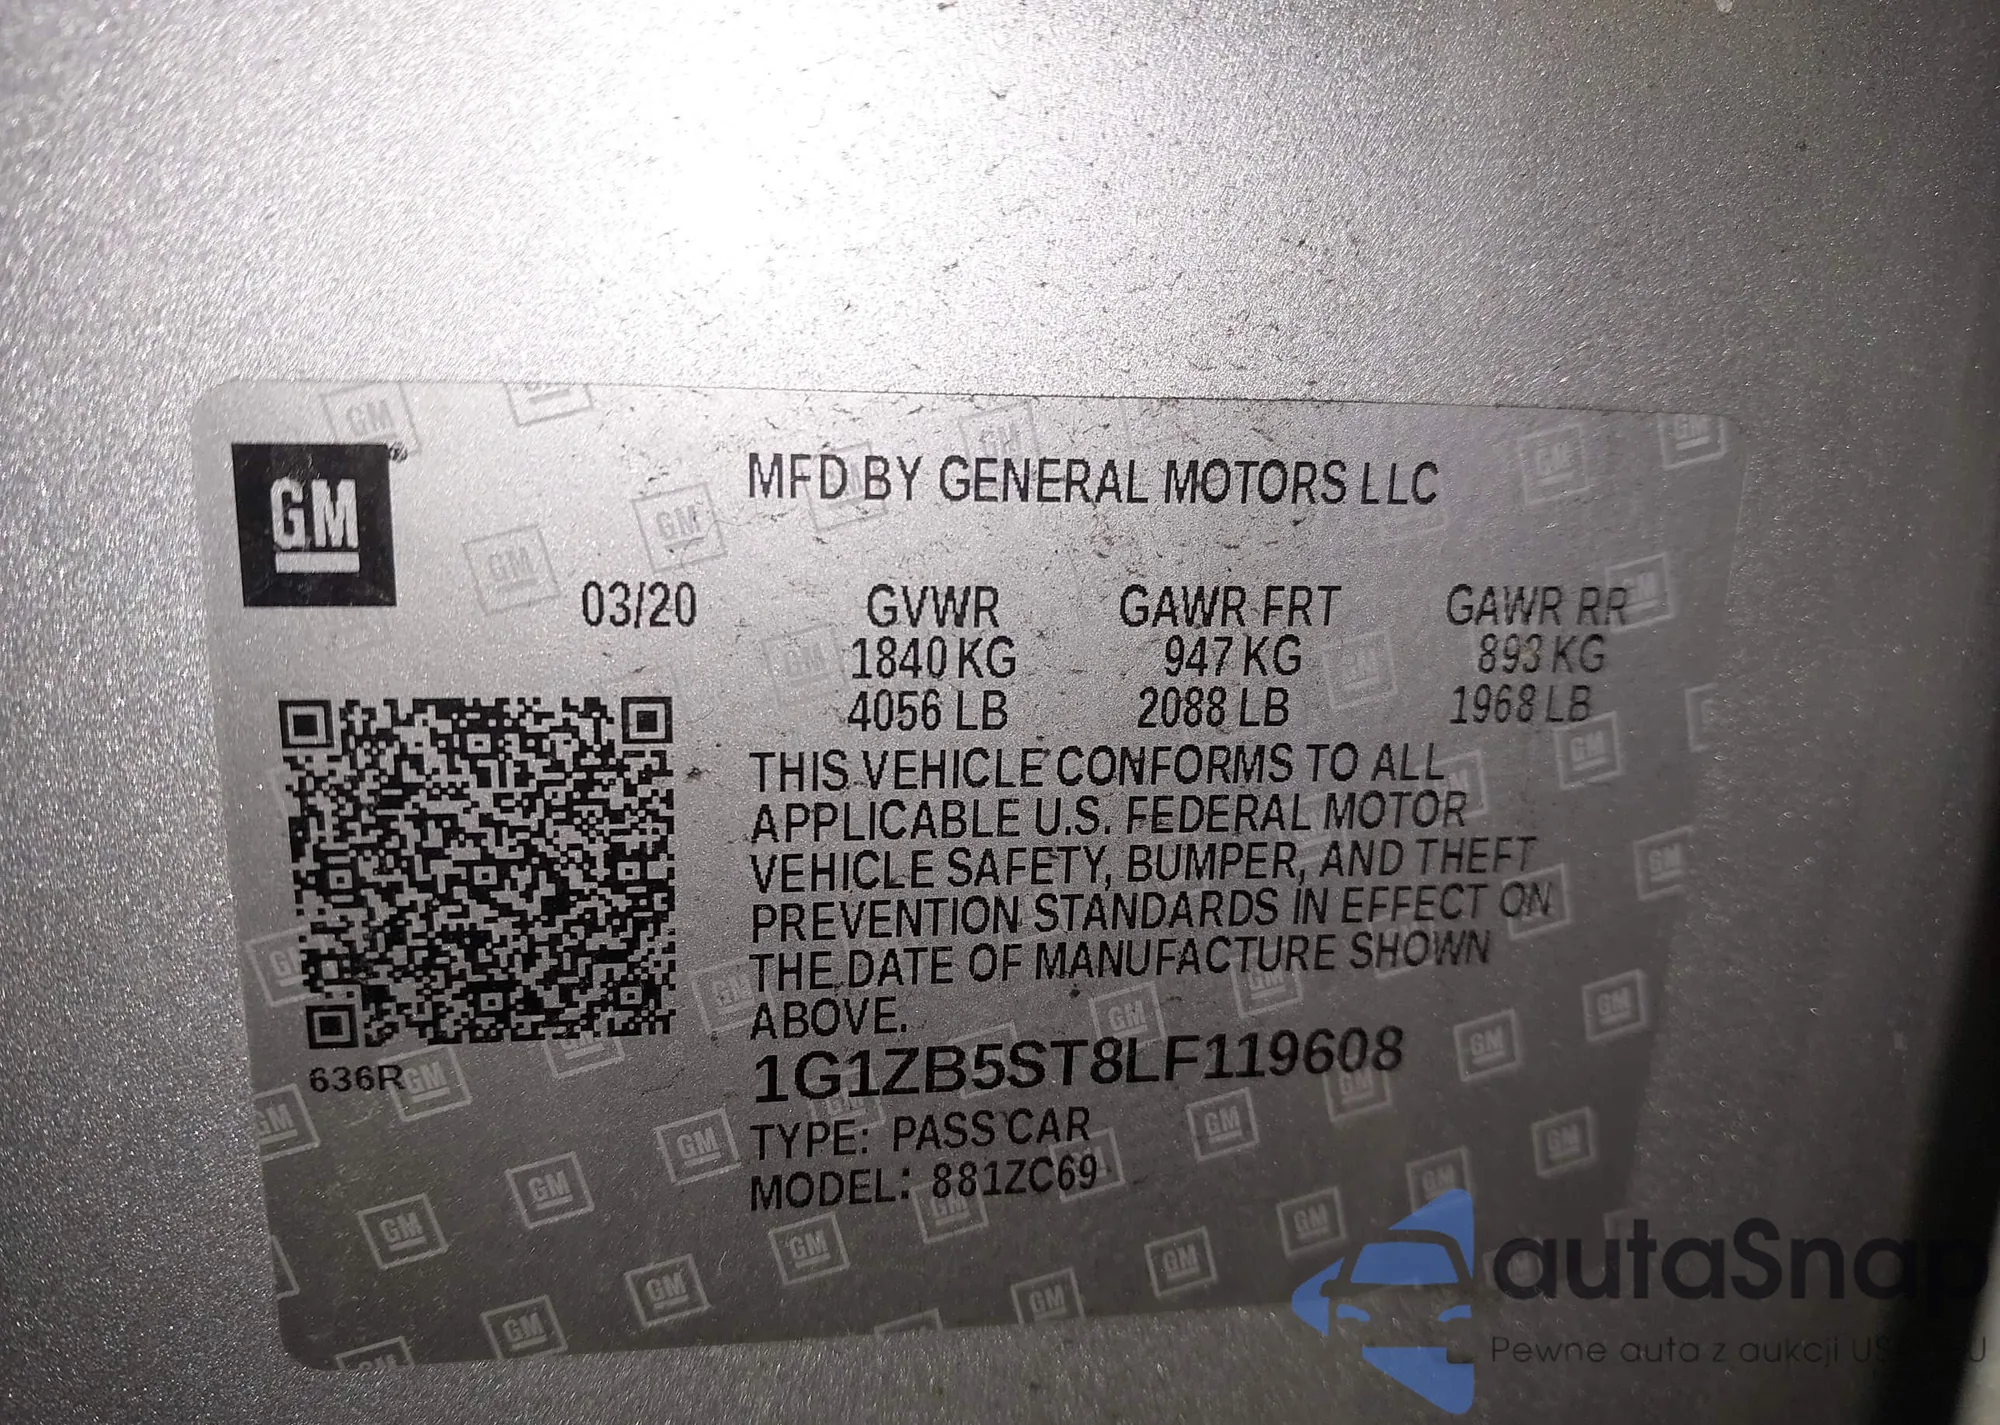 GM
MFD BY GENERAL MOTORS LLC
03/20 GVWR GAWR FRT GAWR RR
1840 KG 947 KG 893 KG
4056 LB 2088 LB 1968 LB
THIS VEHICLE CONFORMS TO ALL
APPLICABLE U.S. FEDERAL MOTOR
VEHICLE SAFETY, BUMPER, AND THEFT
PREVENTION STANDARDS IN EFFECT ON
THE DATE OF MANUFACTURE SHOWN
ABOVE.
636R
1G1ZB5ST8LF119608
TYPE: PASS CAR
MODEL: 881ZC69
autaSnap
Pewne auta z aukcji